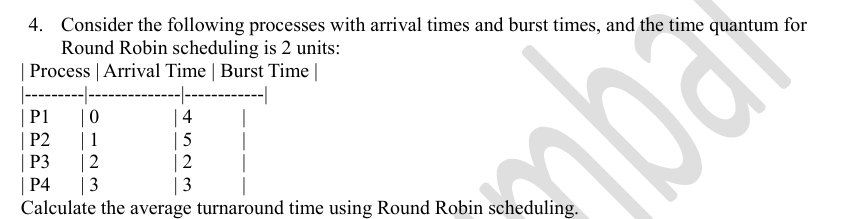 4. Consider the following processes with arrival times and burst times, and the time quantum for
Round Robin scheduling is 2 units:
| Process | Arrival Time | Burst Time |
|---------|--------------|------------|
| P1 | 0 | 4 |
| P2 | 1 | 5 |
| P3 | 2 | 2 |
| P4 | 3 | 3 |
Calculate the average turnaround time using Round Robin scheduling.